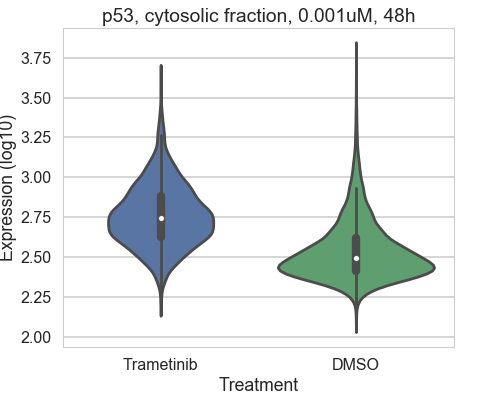 p53, cytosolic fraction, 0.001uM, 48h
Expression (log10)
3.75
3.50
3.25
3.00
2.75
2.50
2.25
2.00
Trametinib
DMSO
Treatment